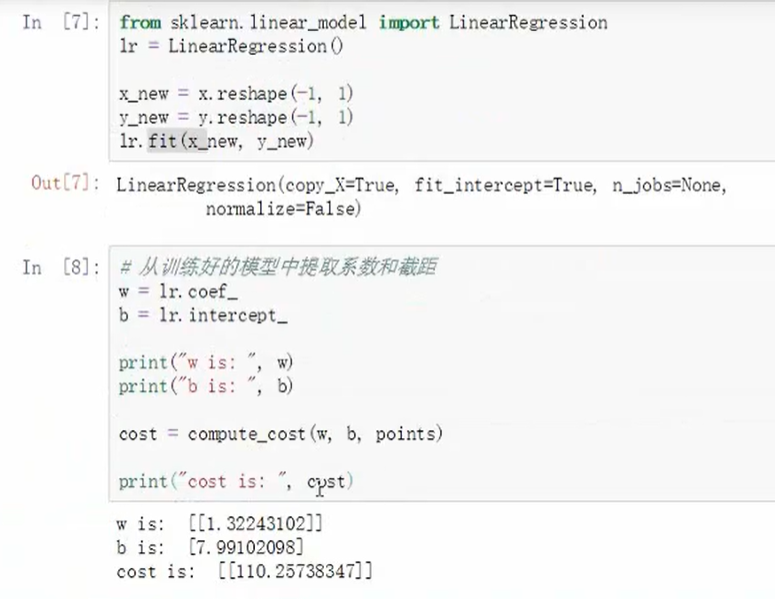 In [7]: from sklearn.linear_model import LinearRegression
lr = LinearRegression()
x_new = x.reshape(-1, 1)
y_new = y.reshape(-1, 1)
lr.fit(x_new, y_new)
Out[7]: LinearRegression(copy_X=True, fit_intercept=True, n_jobs=None,
normalize=False)
In [8]: # 从训练好的模型中提取系数和截距
w = lr.coef_
b = lr.intercept_
print("w is: ", w)
print("b is: ", b)
cost = compute_cost(w, b, points)
print("cost is: ", cost)
w is:  [[1.32243102]]
b is:  [7.99102098]
cost is:  [[110.25738347]]